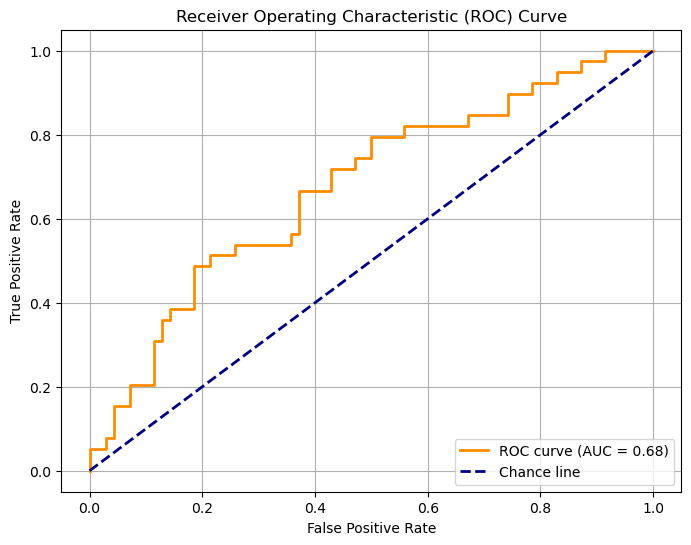 Receiver Operating Characteristic (ROC) Curve
True Positive Rate
1.0
0.8
0.6
0.4
0.2
0.0
ROC curve (AUC = 0.68)
Chance line
0.0 0.2 0.4 0.6 0.8 1.0
False Positive Rate